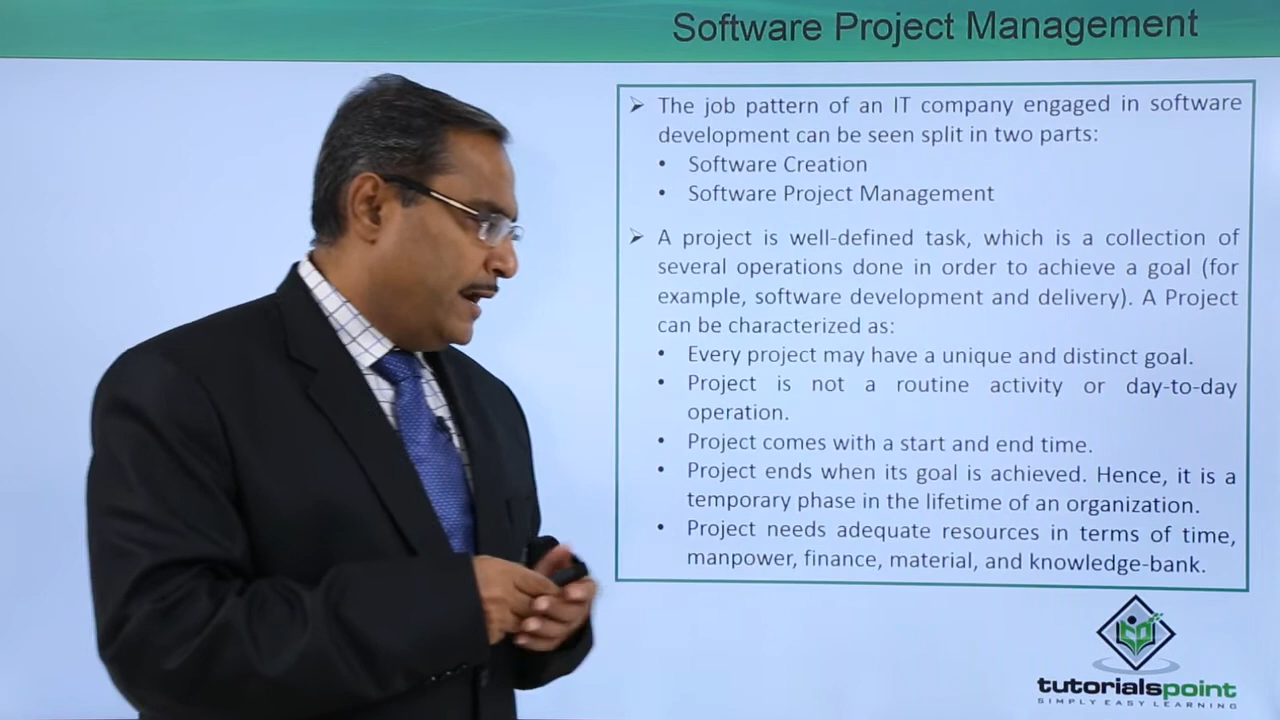 Software Project Management
➢ The job pattern of an IT company engaged in software
development can be seen split in two parts:
• Software Creation
• Software Project Management
➢ A project is well-defined task, which is a collection of
several operations done in order to achieve a goal (for
example, software development and delivery). A Project
can be characterized as:
• Every project may have a unique and distinct goal.
• Project is not a routine activity or day-to-day
operation.
• Project comes with a start and end time.
• Project ends when its goal is achieved. Hence, it is a
temporary phase in the lifetime of an organization.
• Project needs adequate resources in terms of time,
manpower, finance, material, and knowledge-bank.
tutorialspoint
SIMPLY EASY LEARNING